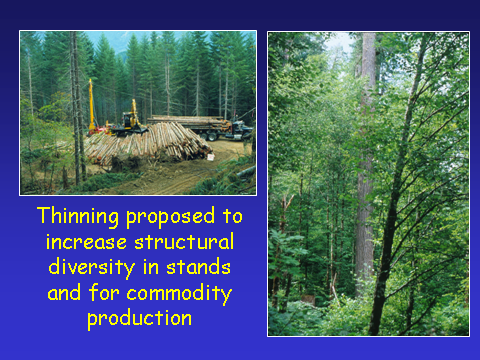 Thinning proposed to
increase structural
diversity in stands
and for commodity
production